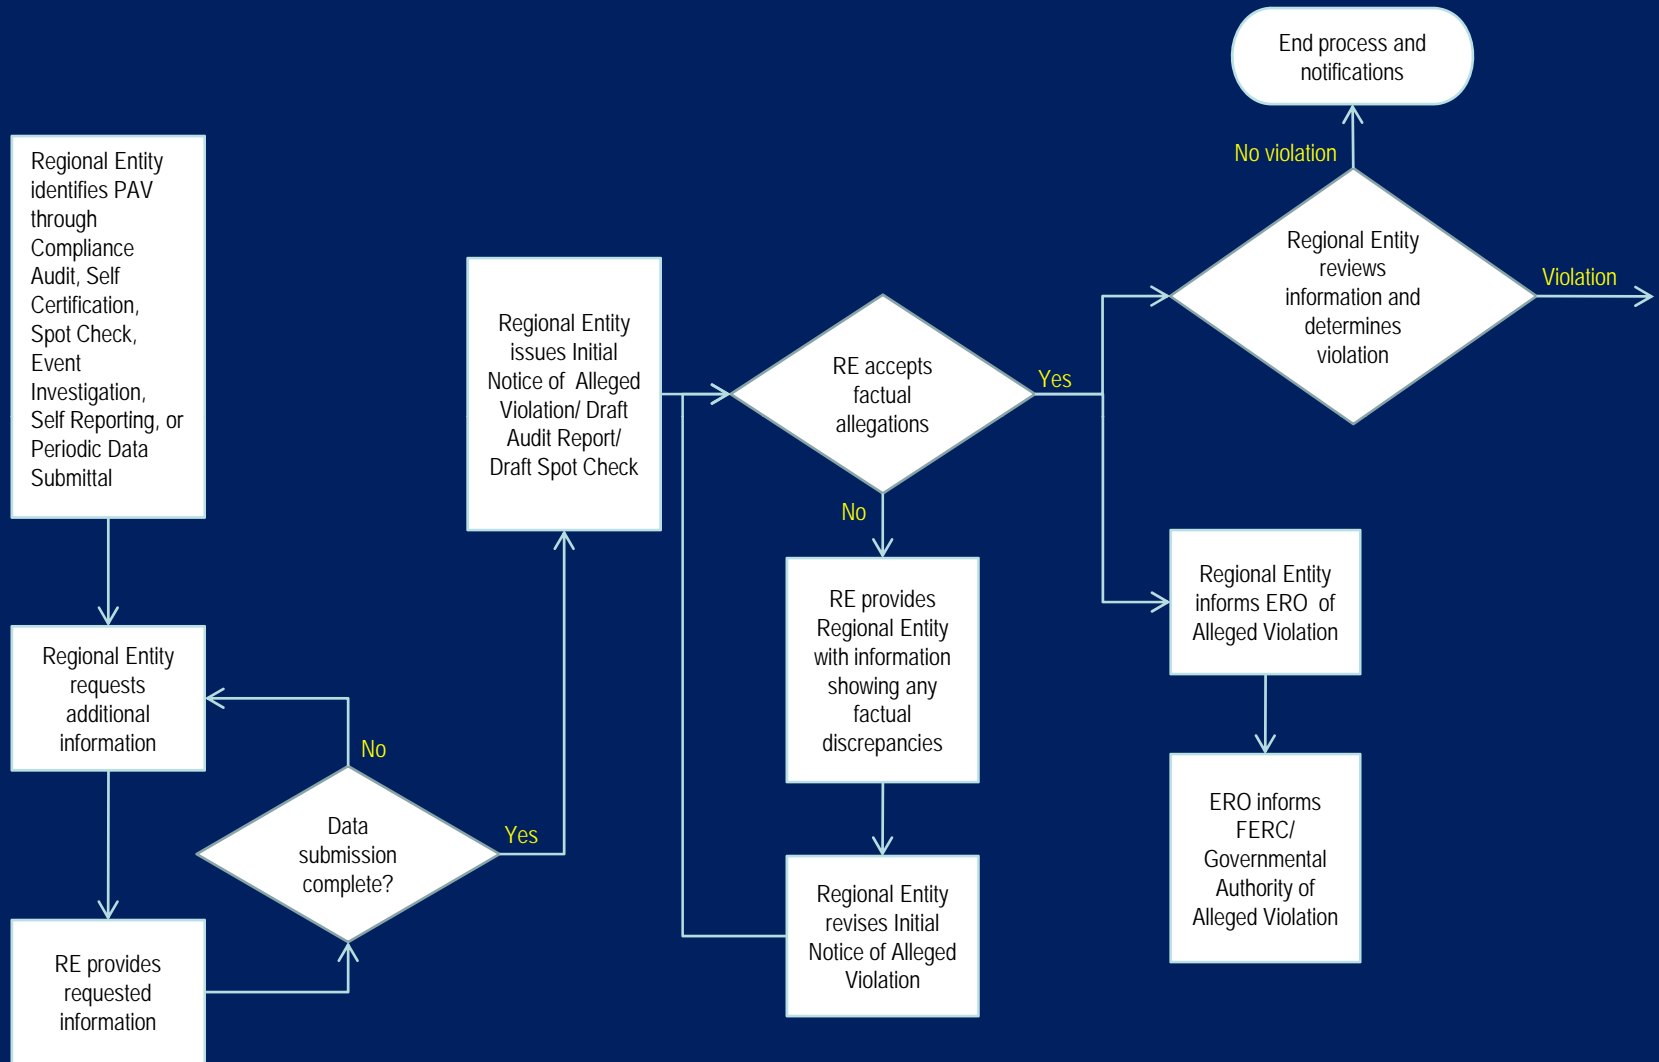 End process and
notifications
No violation
Regional Entity
identifies PAV
through
Compliance
Audit, Self
Certification,
Spot Check,
Event
Investigation,
Self Reporting, or
Periodic Data
Submittal
Regional Entity
requests
additional
information
RE provides
requested
information
No
Data
submission
complete?
Yes
Regional Entity
issues Initial
Notice of Alleged
Violation/ Draft
Audit Report/
Draft Spot Check
RE accepts
factual
allegations
Yes
No
RE provides
Regional Entity
with information
showing any
factual
discrepancies
Regional Entity
revises Initial
Notice of Alleged
Violation
Regional Entity
reviews
information and
determines
violation
Violation
Regional Entity
informs ERO of
Alleged Violation
ERO informs
FERC/
Governmental
Authority of
Alleged Violation